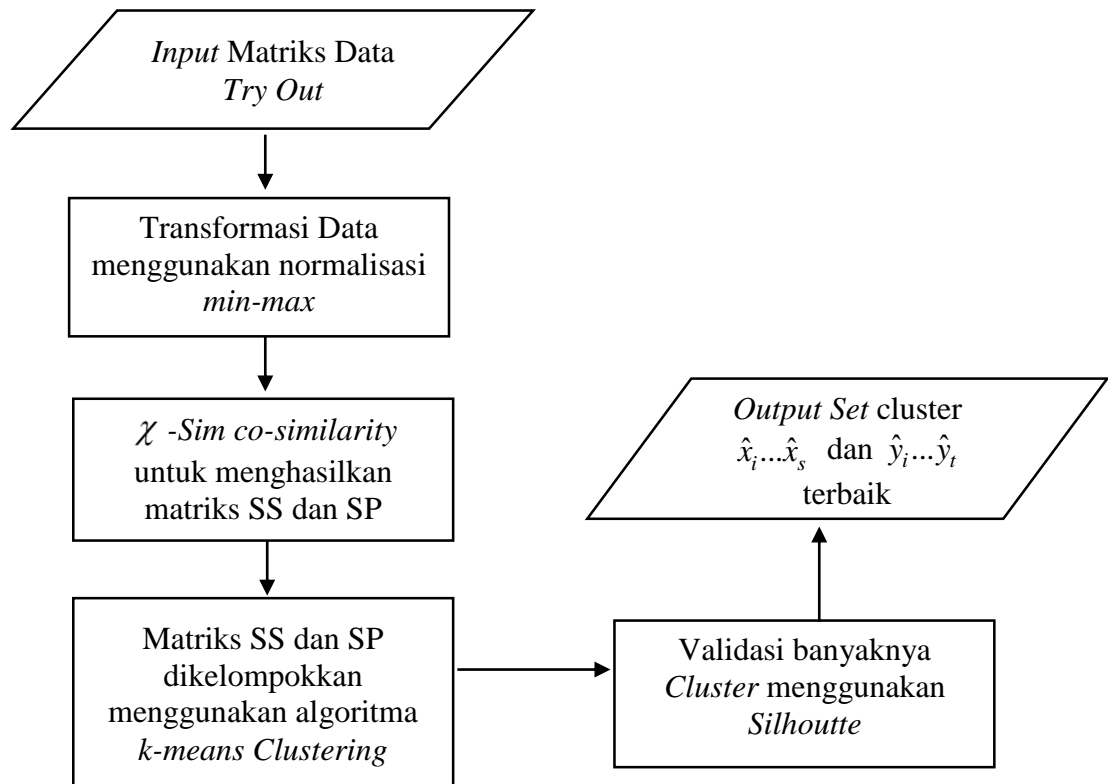 Input Matriks Data
Try Out
Transformasi Data
menggunakan normalisasi
min-max
χ -Sim co-similarity
untuk menghasilkan
matriks SS dan SP
Matriks SS dan SP
dikelompokkan
menggunakan algoritma
k-means Clustering
Validasi banyaknya
Cluster menggunakan
Silhoutte
Output Set cluster
x̂ᵢ...x̂ₛ dan ŷᵢ...ŷₜ
terbaik